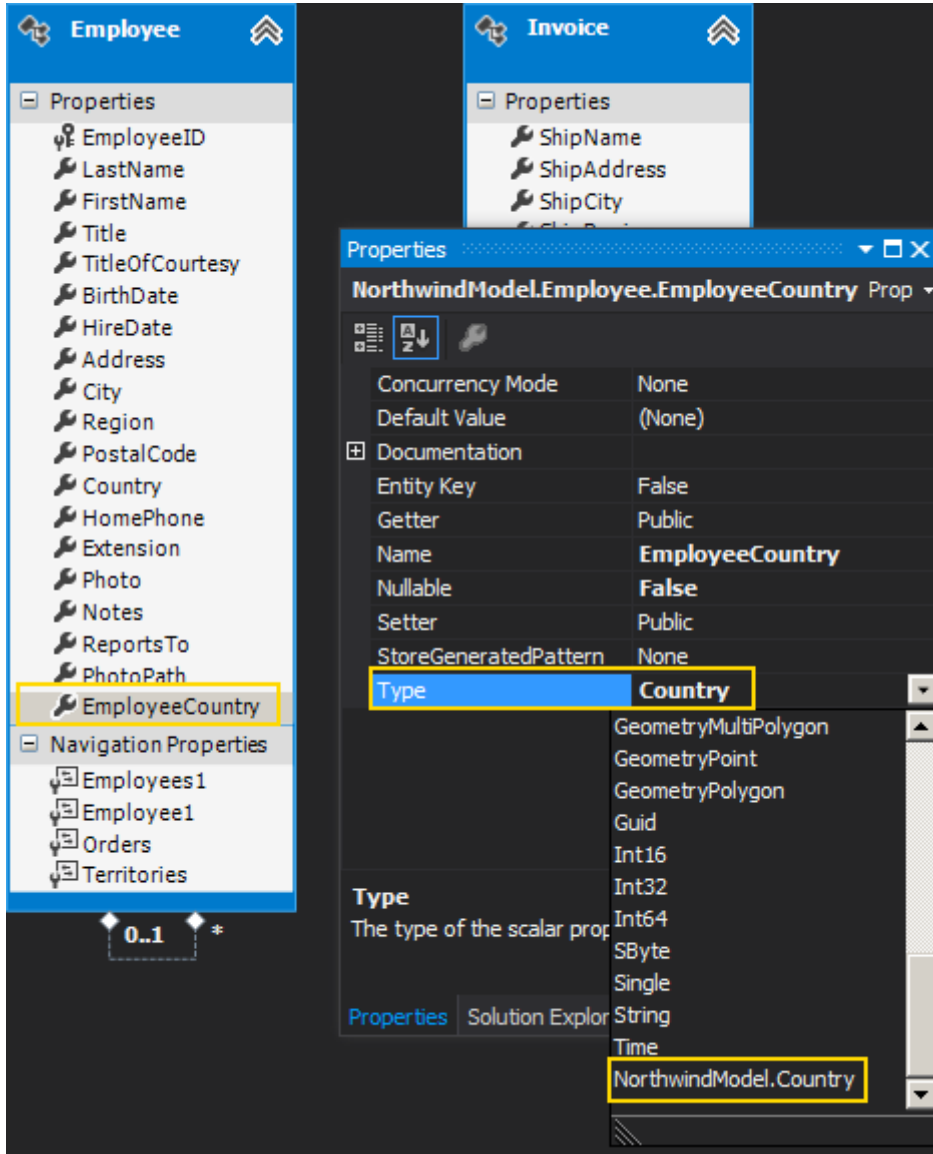 Employee
Properties
EmployeeID
LastName
FirstName
Title
TitleOfCourtesy
BirthDate
HireDate
Address
City
Region
PostalCode
Country
HomePhone
Extension
Photo
Notes
ReportsTo
PhotoPath
EmployeeCountry
Navigation Properties
Employees1
Employee1
Orders
Territories
0..1 *
Invoice
Properties
ShipName
ShipAddress
ShipCity
Properties
NorthwindModel.Employee.EmployeeCountry Prop
Concurrency Mode None
Default Value (None)
Documentation
Entity Key False
Getter Public
Name EmployeeCountry
Nullable False
Setter Public
StoreGeneratedPattern None
Type Country
GeometryMultiPolygon
GeometryPoint
GeometryPolygon
Guid
Int16
Int32
Int64
SByte
Single
String
Time
NorthwindModel.Country
Type
The type of the scalar prop
Properties Solution Explor